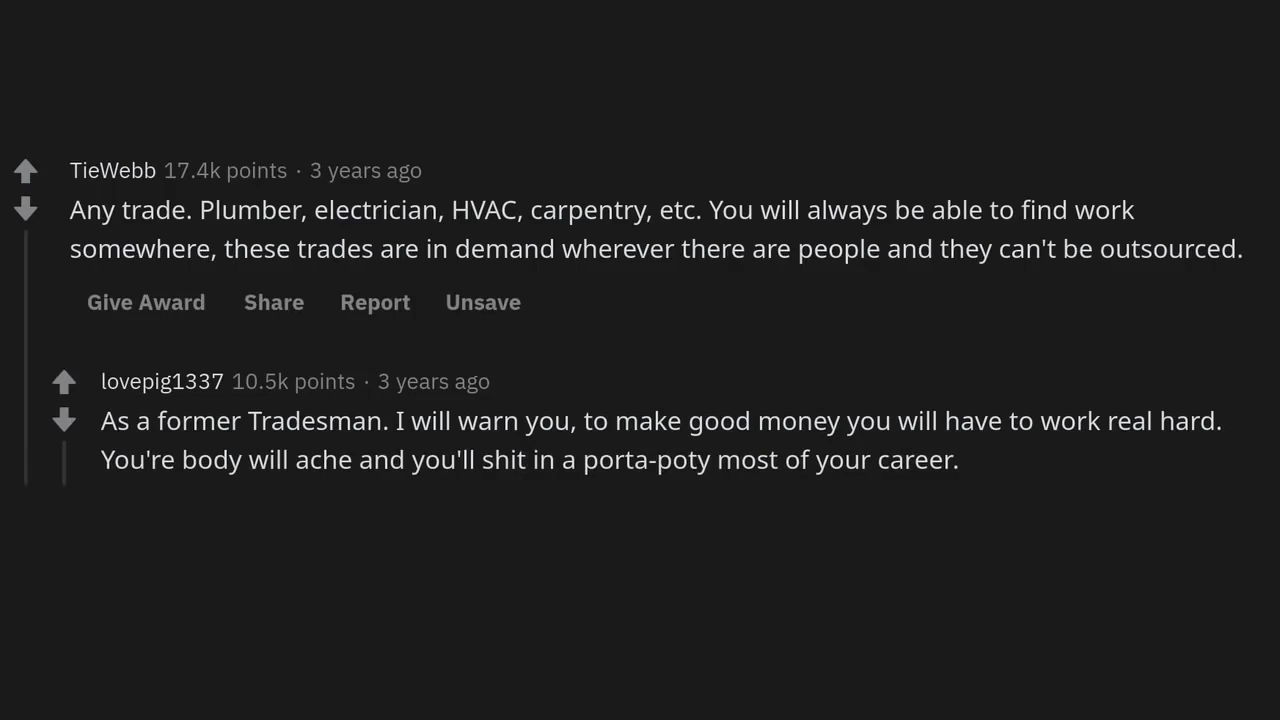 TieWebb 17.4k points · 3 years ago
Any trade. Plumber, electrician, HVAC, carpentry, etc. You will always be able to find work
somewhere, these trades are in demand wherever there are people and they can't be outsourced.
Give Award Share Report Unsave
lovepig1337 10.5k points · 3 years ago
As a former Tradesman. I will warn you, to make good money you will have to work real hard.
You're body will ache and you'll shit in a porta-poty most of your career.